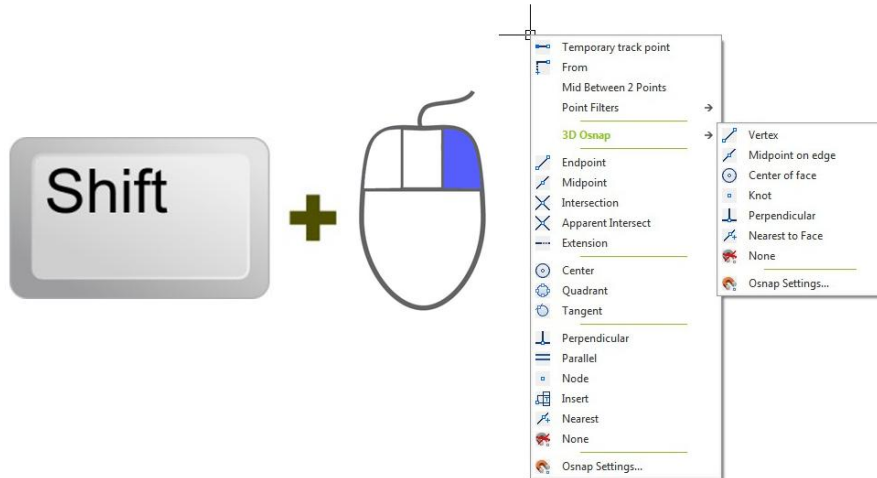 Shift
Temporary track point
From
Mid Between 2 Points
Point Filters
3D Osnap
Endpoint
Midpoint
Intersection
Apparent Intersect
Extension
Center
Quadrant
Tangent
Perpendicular
Parallel
Node
Insert
Nearest
None
Osnap Settings...
Vertex
Midpoint on edge
Center of face
Knot
Perpendicular
Nearest to Face
None
Osnap Settings...